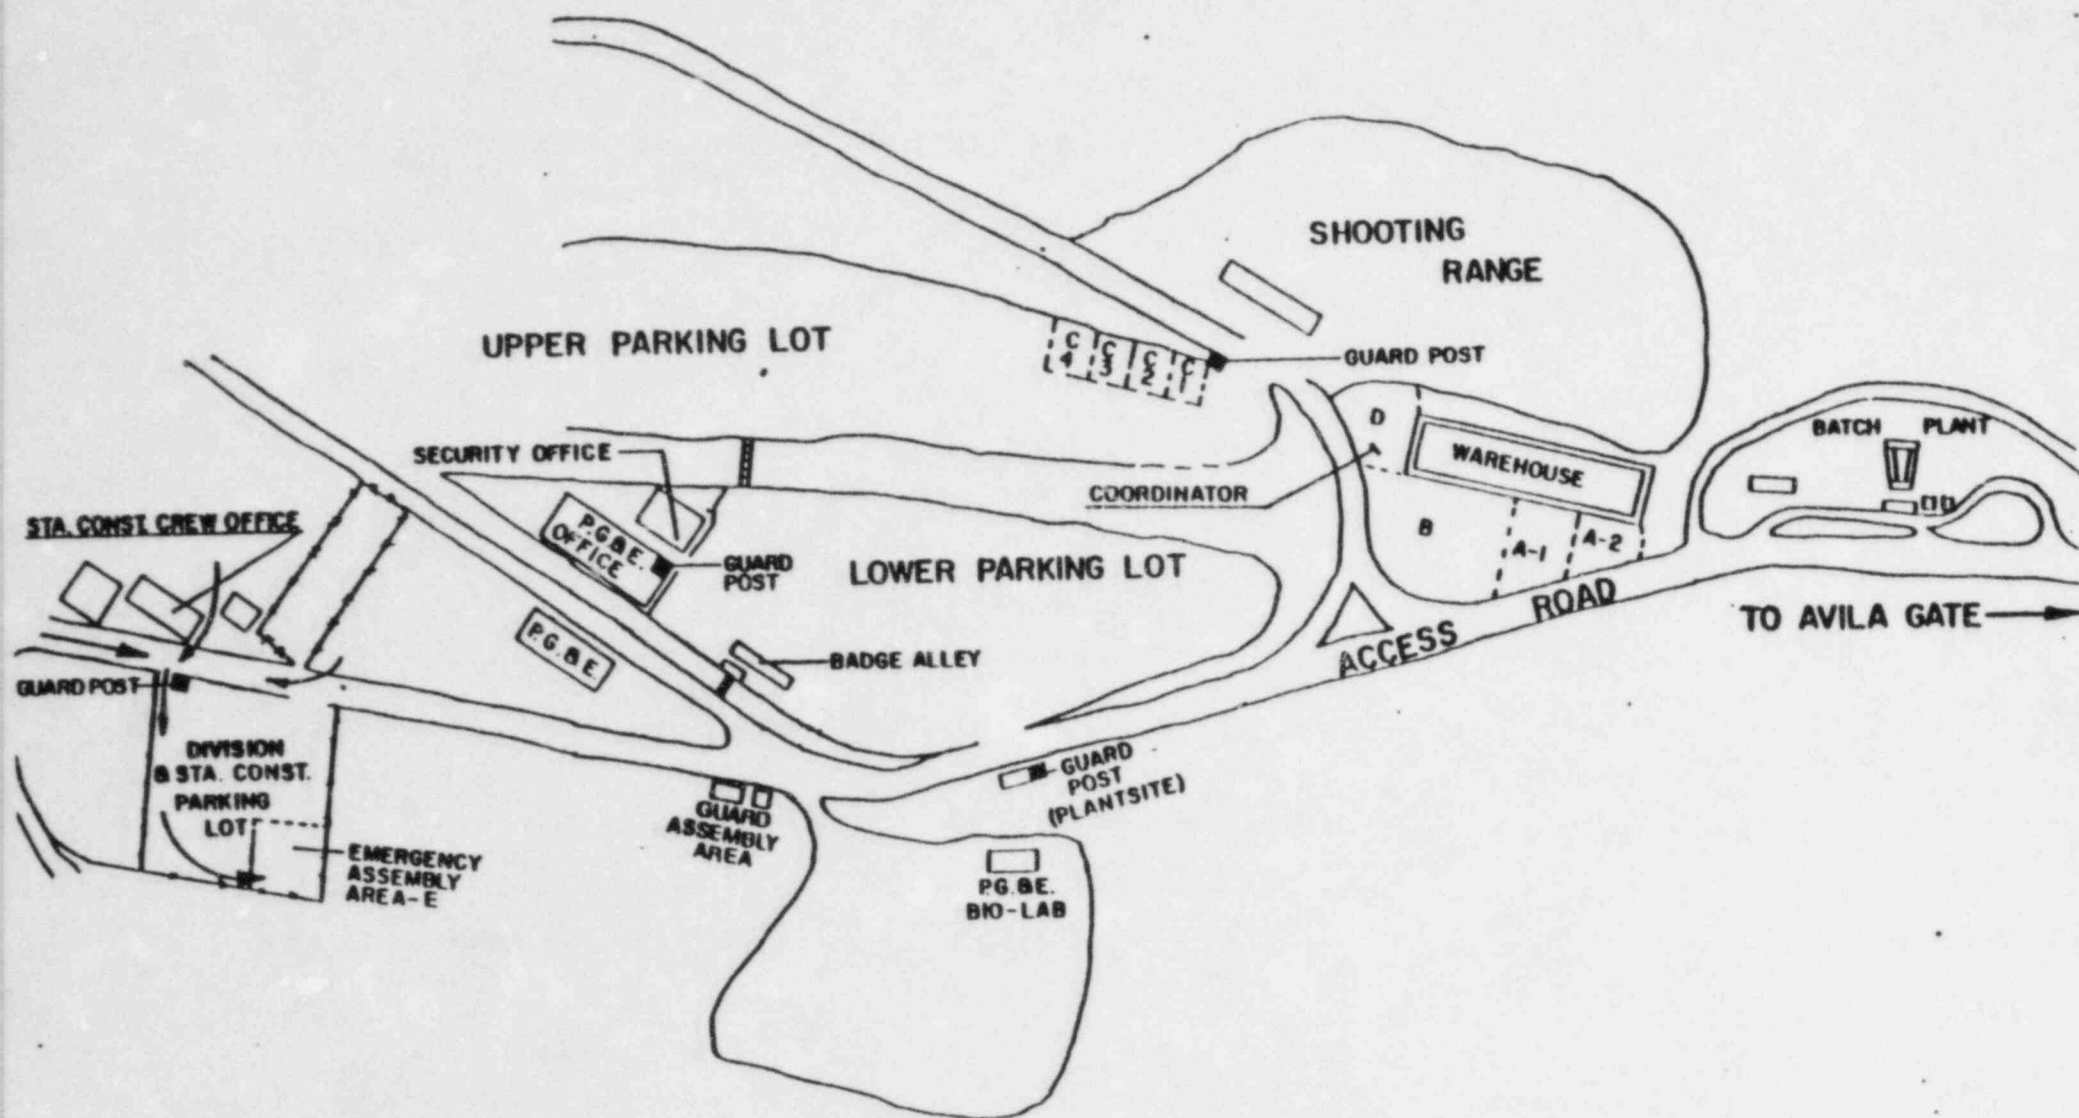 SHOOTING
RANGE
UPPER PARKING LOT
C
4
C
3
C
2
C
1
GUARD POST
D
WAREHOUSE
BATCH PLANT
SECURITY OFFICE
COORDINATOR
STA. CONST. CREW OFFICE
P.G.&E.
OFFICE
GUARD
POST
LOWER PARKING LOT
B
A-1
A-2
ACCESS ROAD
TO AVILA GATE
P.G.&E.
BADGE ALLEY
GUARD POST
DIVISION
& STA. CONST.
PARKING
LOT
EMERGENCY
ASSEMBLY
AREA-E
GUARD
ASSEMBLY
AREA
GUARD
POST
(PLANTSITE)
P.G.&E.
BIO-LAB